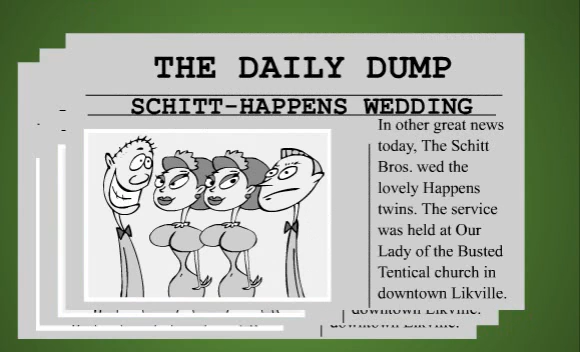 THE DAILY DUMP
SCHITT-HAPPENS WEDDING
In other great news
today, The Schitt
Bros. wed the
lovely Happens
twins. The service
was held at Our
Lady of the Busted
Tentical church in
downtown Likville.
downtown Likville.
downtown Likville.